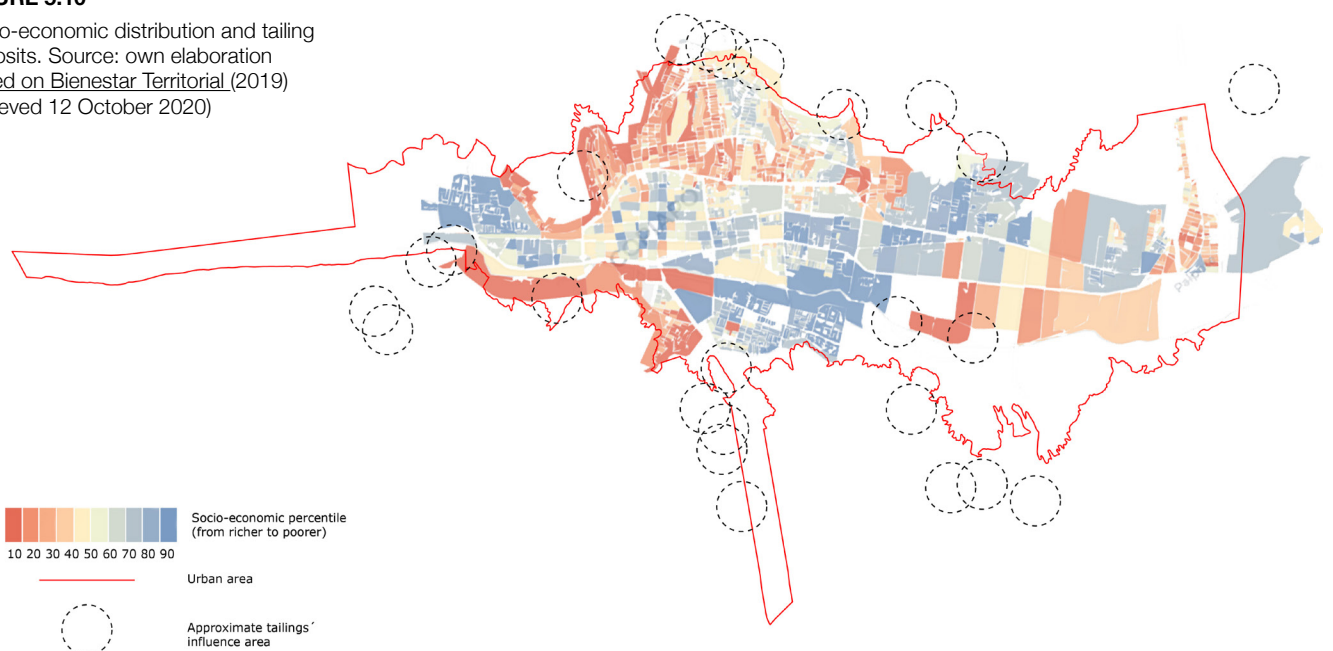 o-economic distribution and tailing
osits. Source: own elaboration
ed on Bienestar Territorial (2019)
eved 12 October 2020)
Socio-economic percentile
(from richer to poorer)
10 20 30 40 50 60 70 80 90
Urban area
Approximate tailings´
influence area